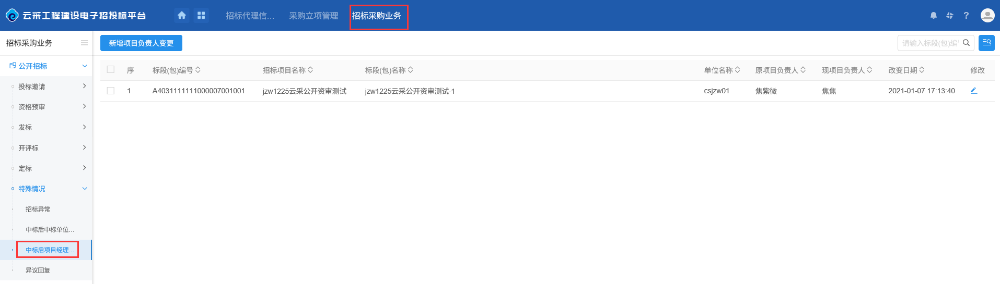 云采工程建设电子招投标平台
招标代理信...
采购立项管理
招标采购业务
招标采购业务
新增项目负责人变更
请输入标段(包)编
公开招标
投标邀请
资格预审
发标
开评标
定标
特殊情况
招标异常
中标后中标单位...
中标后项目经理...
异议回复
序 标段(包)编号 招标项目名称 标段(包)名称 单位名称 原项目负责人 现项目负责人 改变日期 修改
1 A4031111111000007001001 jzw1225云采公开资审测试 jzw1225云采公开资审测试-1 csjzw01 焦紫微 焦焦 2021-01-07 17:13:40